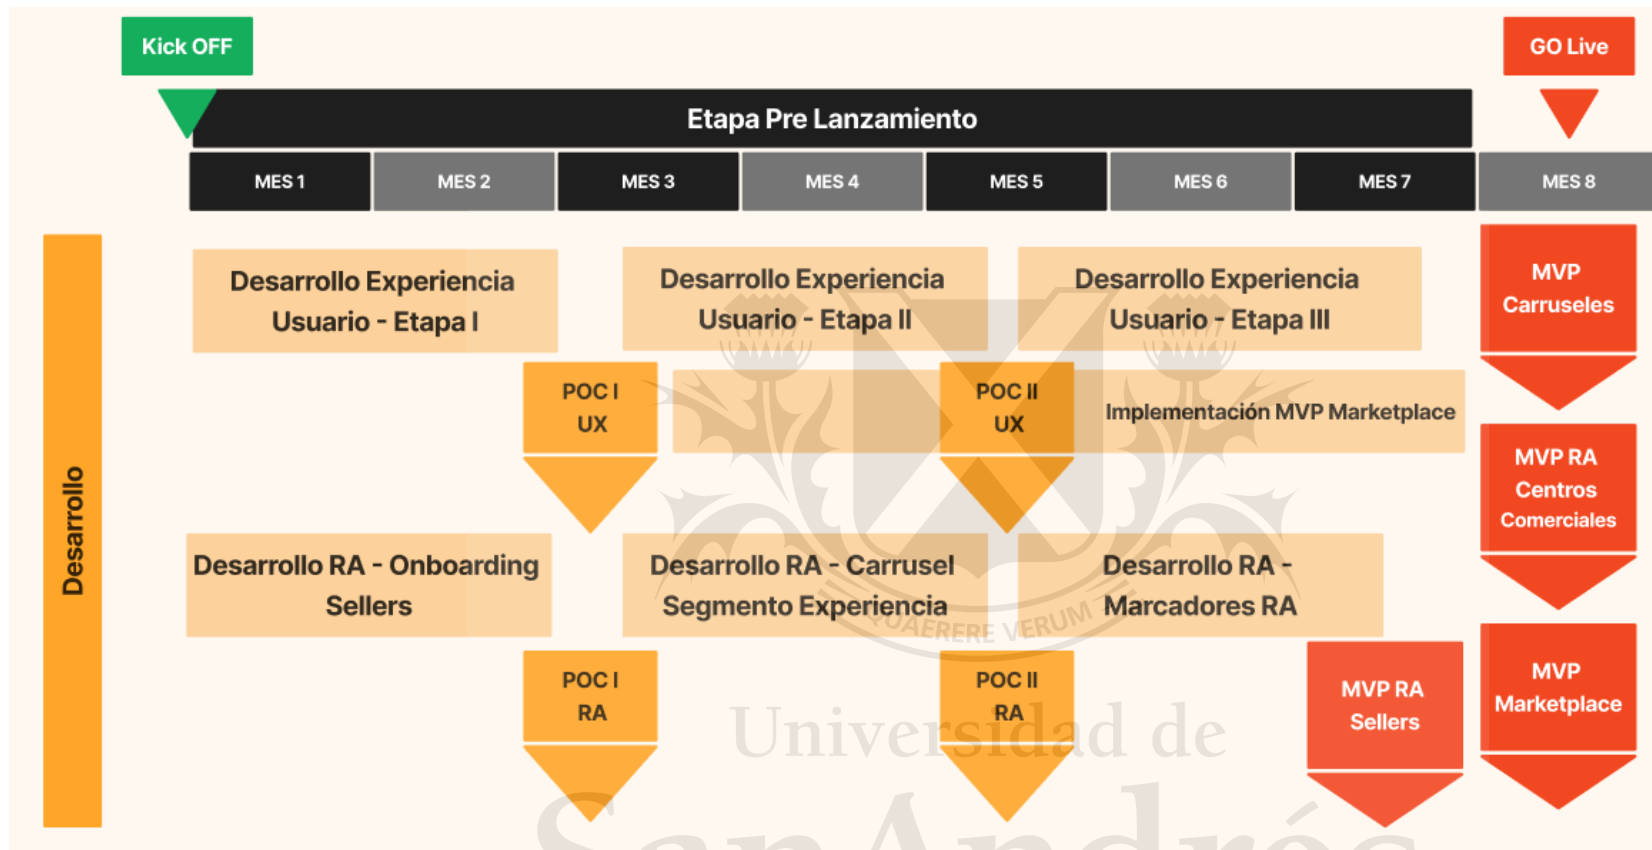 Kick OFF
GO Live
Etapa Pre Lanzamiento
MES 1
MES 2
MES 3
MES 4
MES 5
MES 6
MES 7
MES 8
Desarrollo
Desarrollo Experiencia
Usuario - Etapa I
Desarrollo Experiencia
Usuario - Etapa II
Desarrollo Experiencia
Usuario - Etapa III
MVP
Carruseles
POC I
UX
POC II
UX
Implementación MVP Marketplace
MVP RA
Centros
Comerciales
Desarrollo RA - Onboarding
Sellers
Desarrollo RA - Carrusel
Segmento Experiencia
Desarrollo RA -
Marcadores RA
QUAERERE VERUM
POC I
RA
POC II
RA
MVP RA
Sellers
MVP
Marketplace
Universidad de
SanAndrés